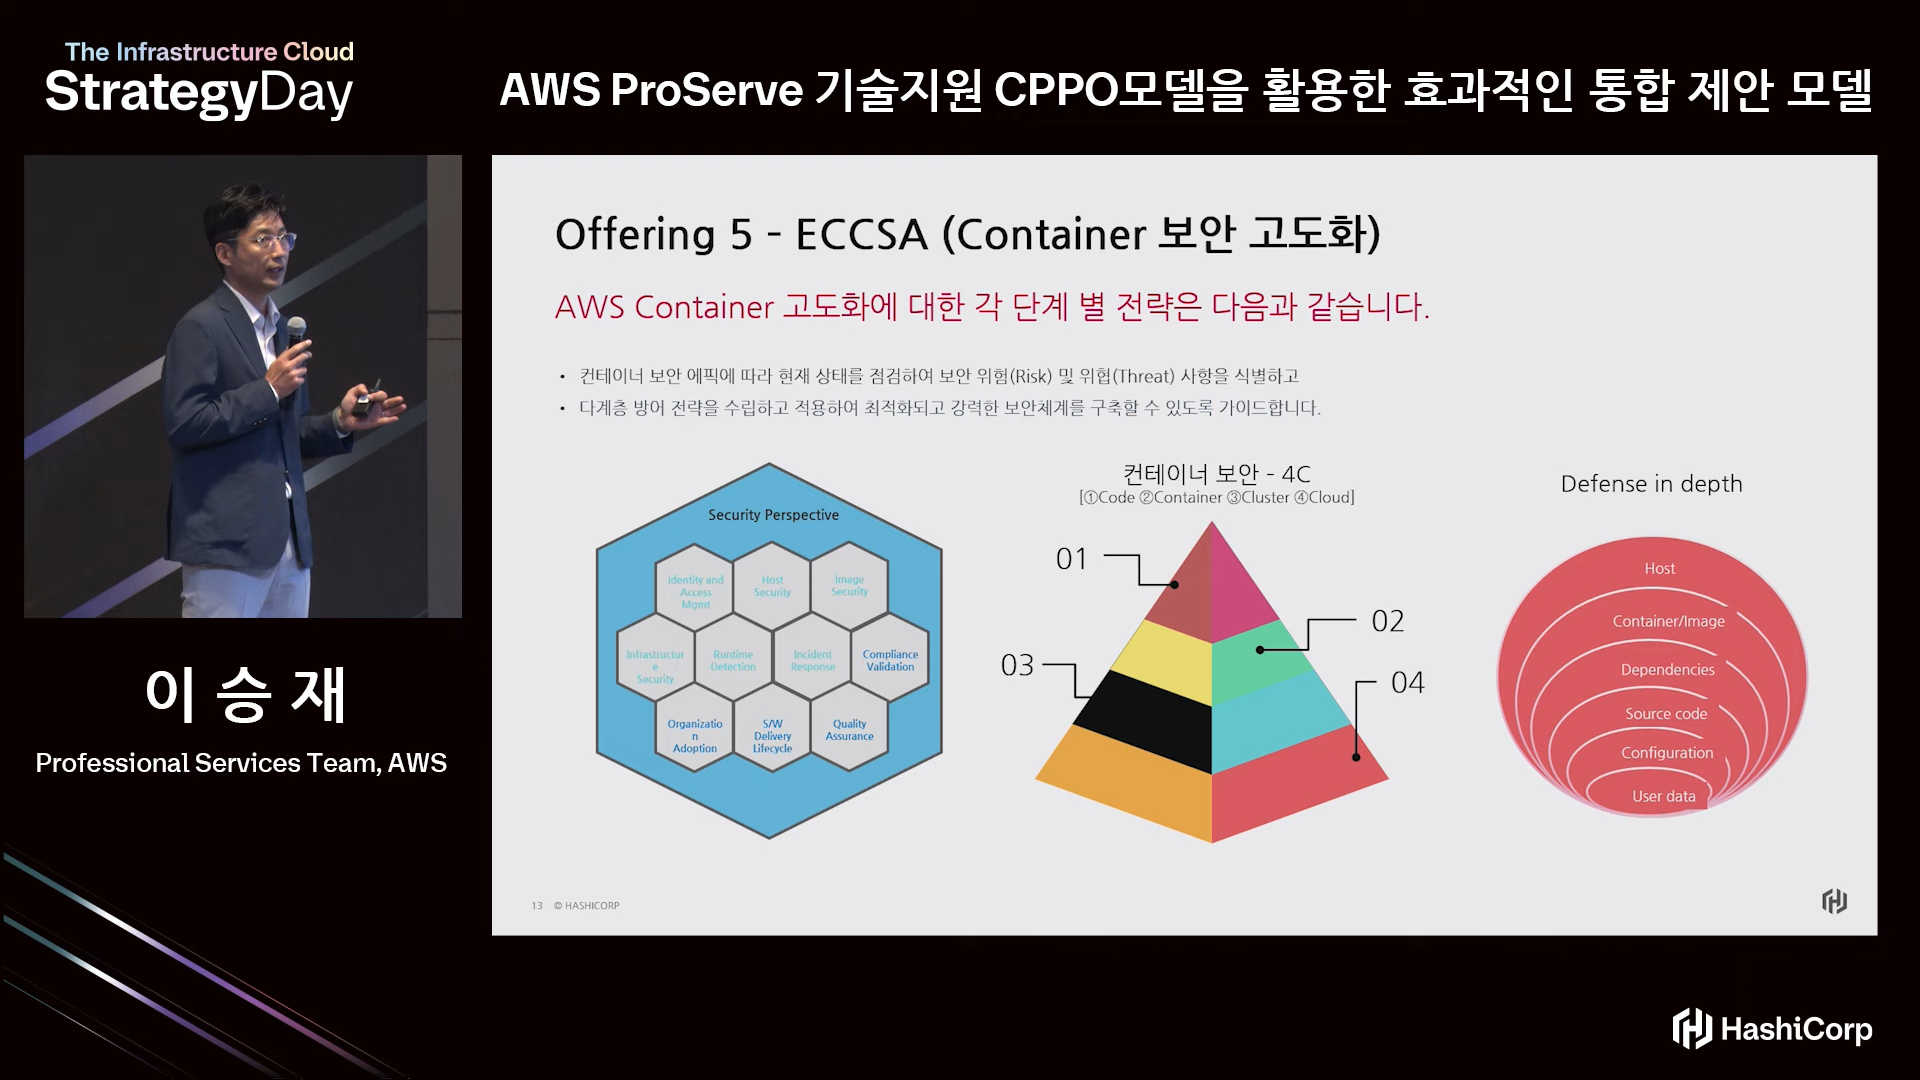 The Infrastructure Cloud
StrategyDay
AWS ProServe 기술지원 CPPO모델을 활용한 효과적인 통합 제안 모델
이 승 재
Professional Services Team, AWS
Offering 5 - ECCSA (Container 보안 고도화)
AWS Container 고도화에 대한 각 단계 별 전략은 다음과 같습니다.
• 컨테이너 보안 에픽에 따라 현재 상태를 점검하여 보안 위험(Risk) 및 위협(Threat) 사항을 식별하고
• 다계층 방어 전략을 수립하고 적용하여 최적화되고 강력한 보안체계를 구축할 수 있도록 가이드합니다.
Security Perspective
Identity and
Access
Mgmt
Host
Security
Image
Security
Infrastructur
e
Security
Runtime
Detection
Incident
Response
Compliance
Validation
Organizatio
n
Adoption
S/W
Delivery
Lifecycle
Quality
Assurance
컨테이너 보안 - 4C
[①Code ②Container ③Cluster ④Cloud]
01
02
03
04
Defense in depth
Host
Container/Image
Dependencies
Source code
Configuration
User data
13 © HASHICORP
HashiCorp